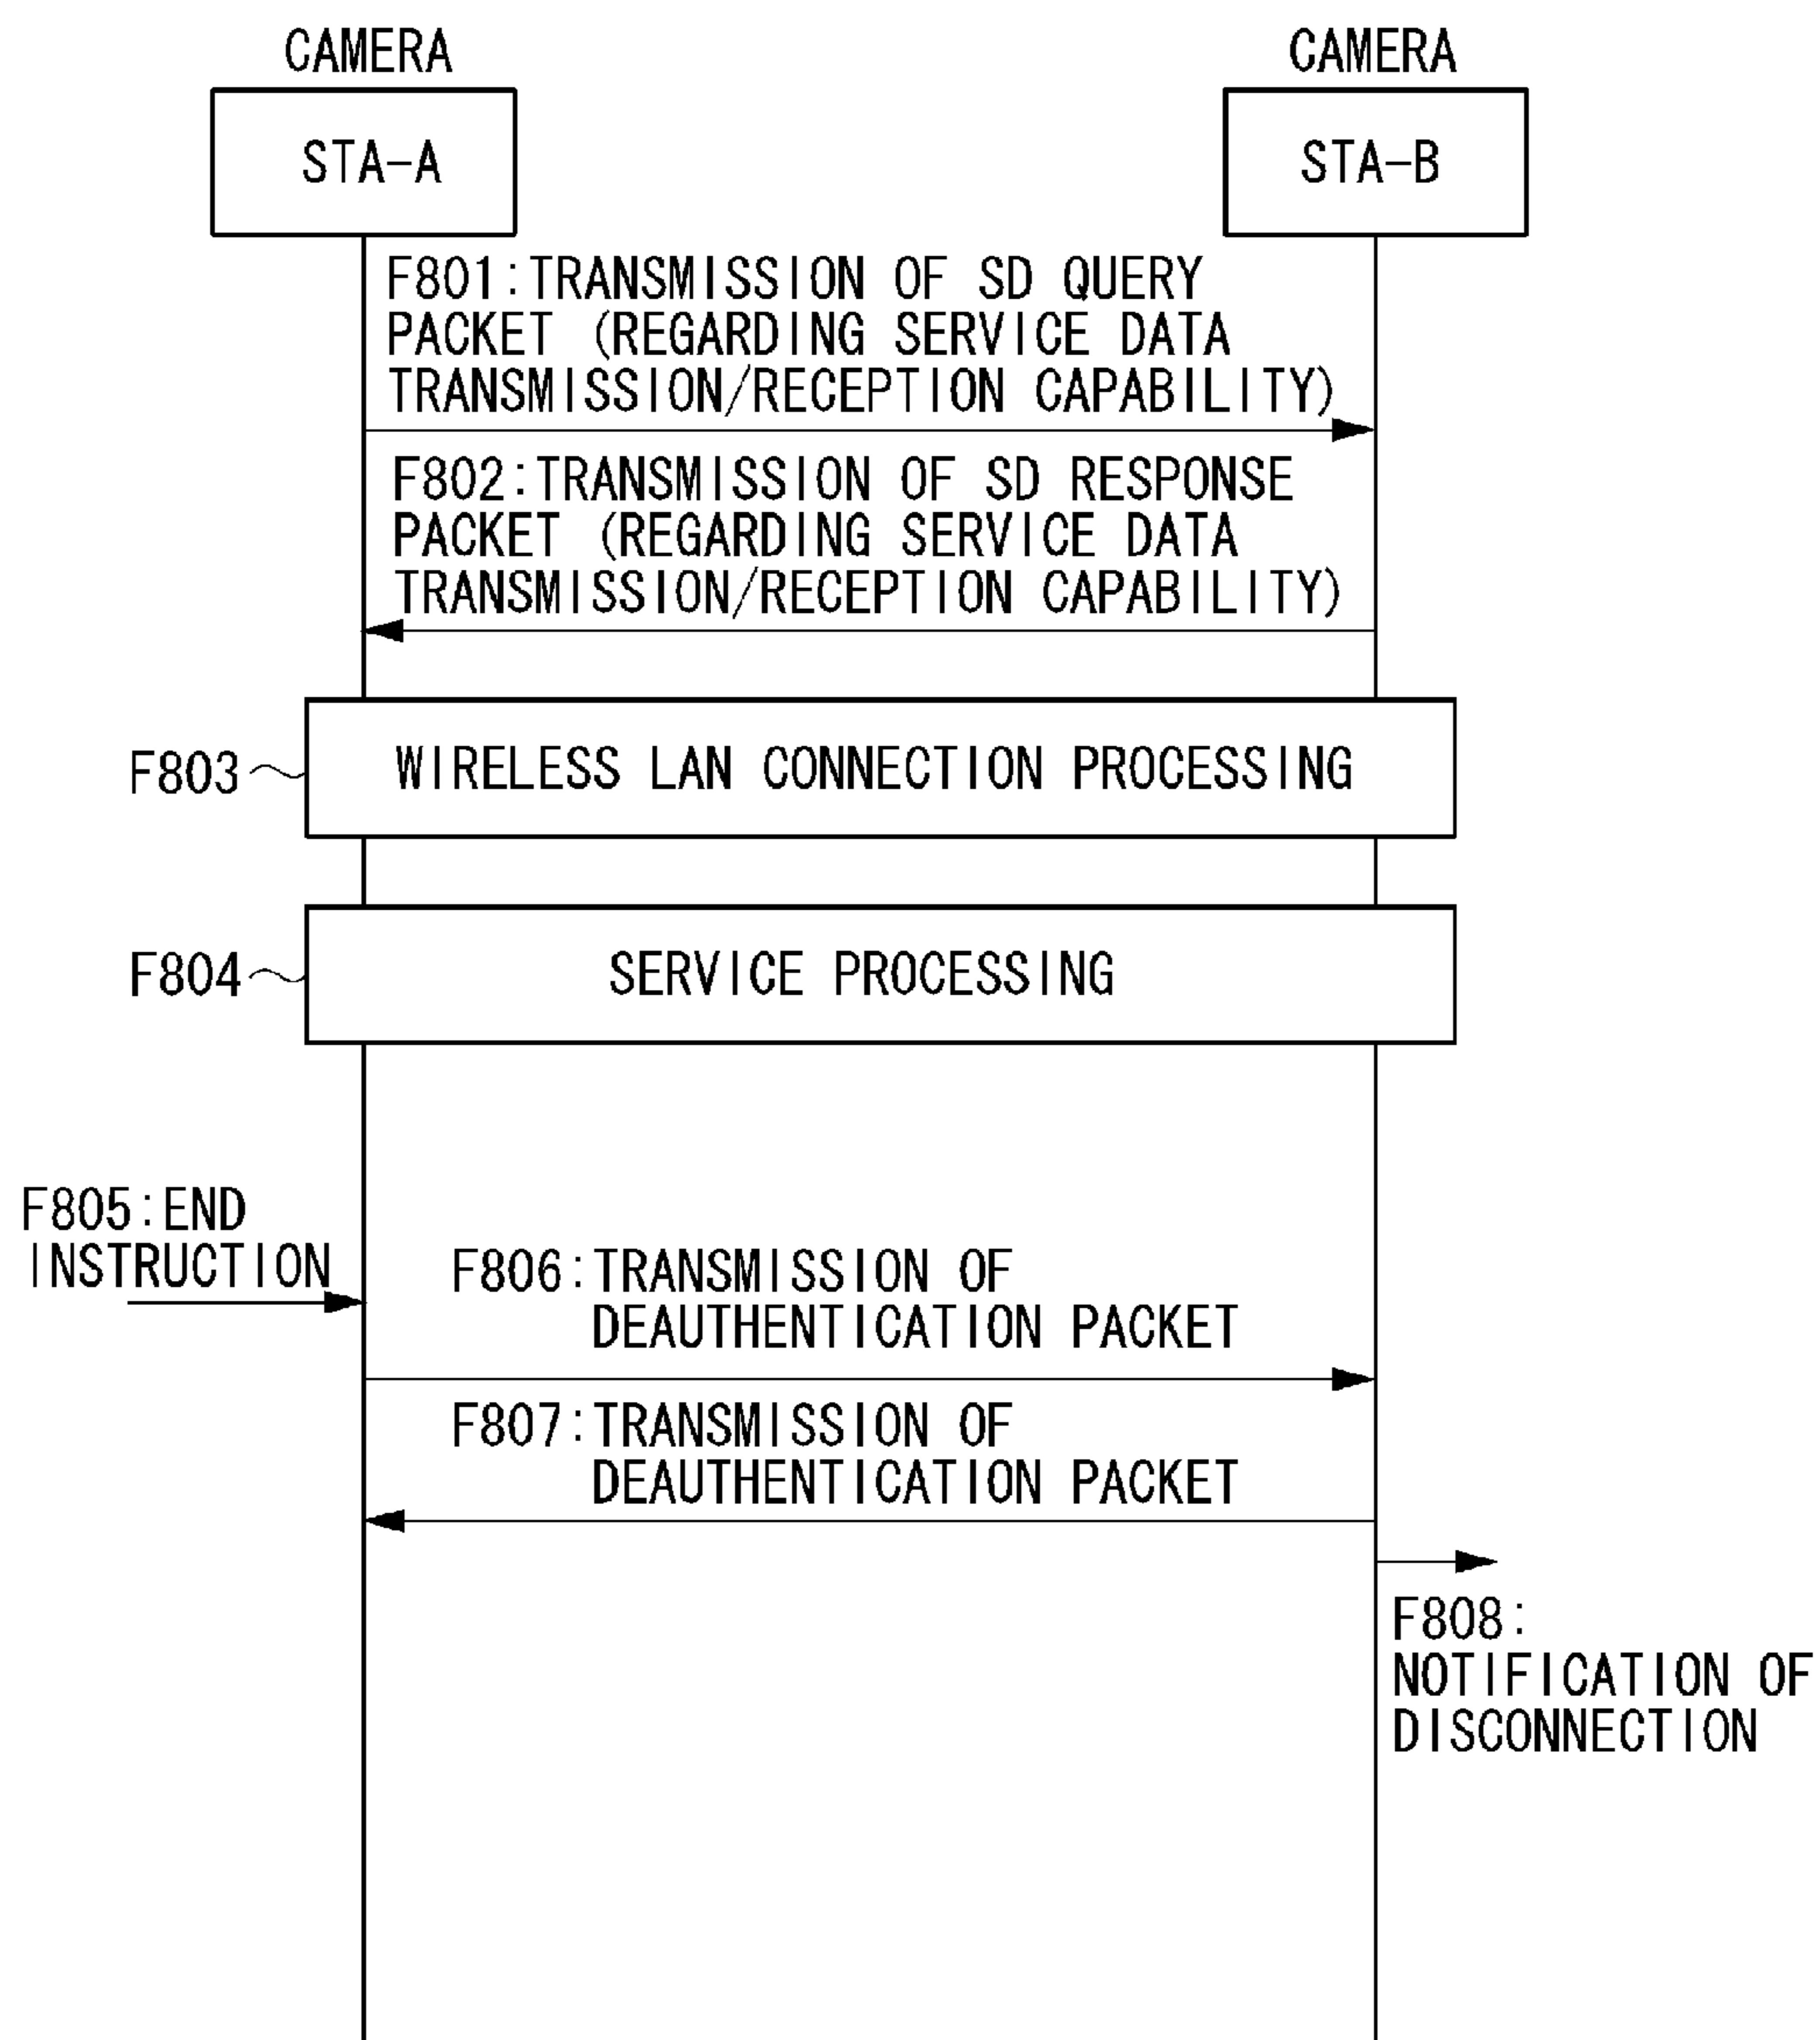 CAMERA
CAMERA
STA-A
STA-B
F801:TRANSMISSION OF SD QUERY
PACKET (REGARDING SERVICE DATA
TRANSMISSION/RECEPTION CAPABILITY)
F802:TRANSMISSION OF SD RESPONSE
PACKET (REGARDING SERVICE DATA
TRANSMISSION/RECEPTION CAPABILITY)
F803
WIRELESS LAN CONNECTION PROCESSING
F804
SERVICE PROCESSING
F805:END
INSTRUCTION
F806:TRANSMISSION OF
DEAUTHENTICATION PACKET
F807:TRANSMISSION OF
DEAUTHENTICATION PACKET
F808:
NOTIFICATION OF
DISCONNECTION